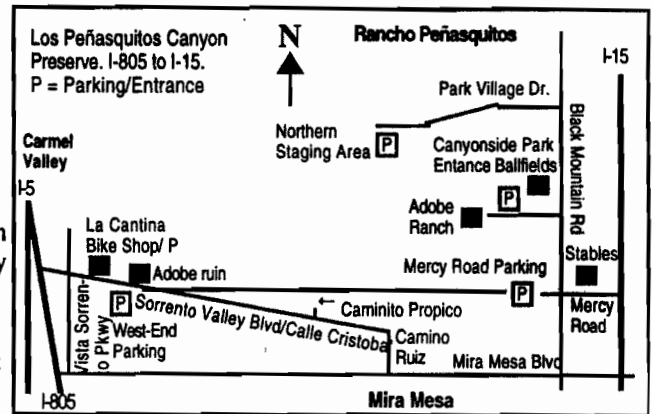 Los Peñasquitos Canyon
Preserve. I-805 to I-15.
P = Parking/Entrance
N
Rancho Peñasquitos
I-15
Park Village Dr.
Northern
Staging Area P
Carmel
Valley
I-5
Canyonside Park
Entance Ballfields
P
Black Mountain Rd
Adobe
Ranch
La Cantina
Bike Shop/ P
Adobe ruin
Mercy Road Parking
P
Stables
Mercy
Road
P
West-End
Parking
Vista Sorren-
to Pkwy
Sorrento Valley Blvd/Calle Cristoba
← Caminito Propico
Camino
Ruiz
Mira Mesa Blvd
I-805
Mira Mesa